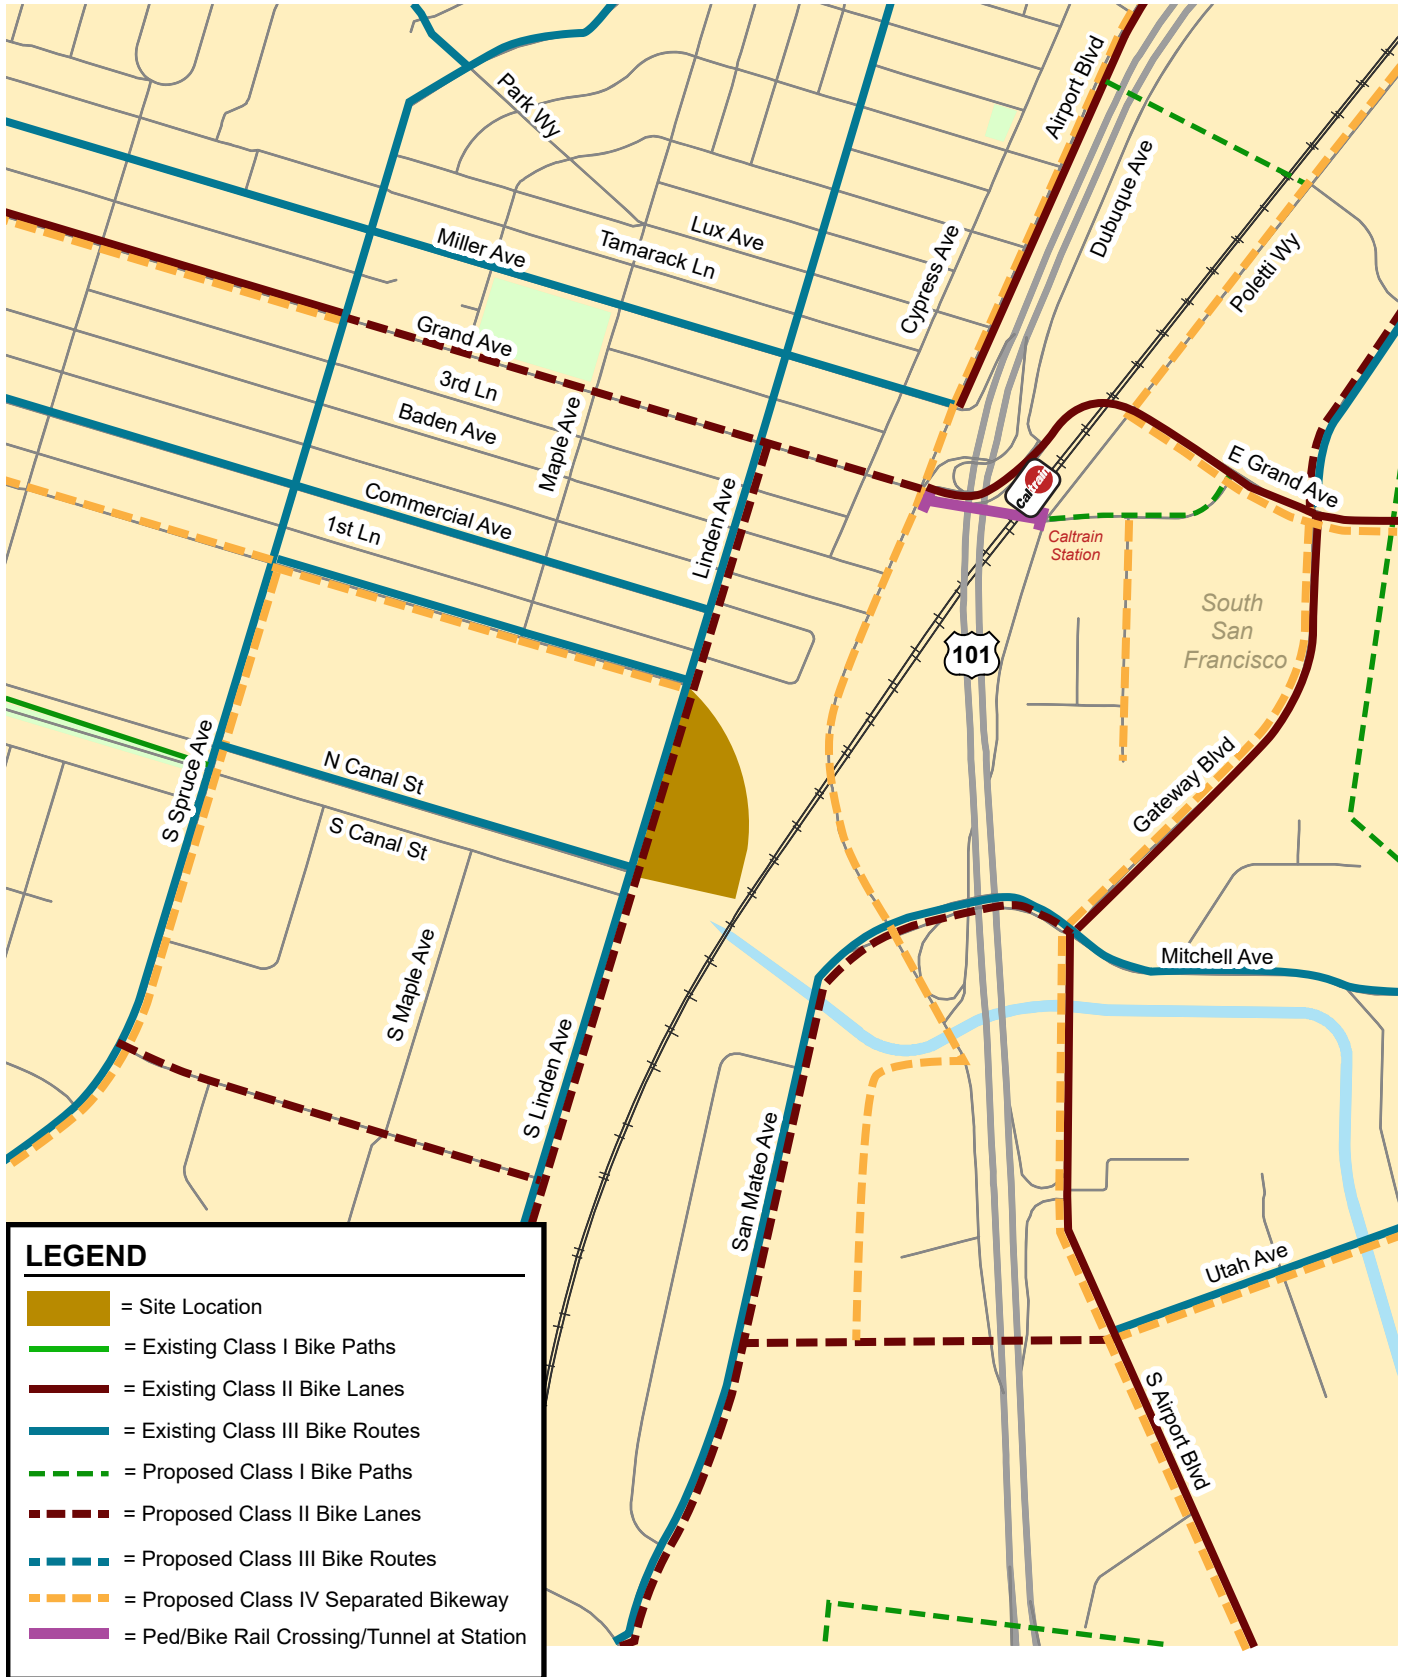 Airport Blvd
Park Wy
Dubuque Ave
Lux Ave
Miller Ave
Tamarack Ln
Cypress Ave
Poletti Wy
Grand Ave
3rd Ln
Baden Ave
Maple Ave
Caltrain
E Grand Ave
Commercial Ave
1st Ln
Linden Ave
Caltrain
Station
South
San
Francisco
101
S Spruce Ave
N Canal St
S Canal St
Gateway Blvd
S Maple Ave
Mitchell Ave
S Linden Ave
San Mateo Ave
Utah Ave
S Airport Blvd
LEGEND
= Site Location
= Existing Class I Bike Paths
= Existing Class II Bike Lanes
= Existing Class III Bike Routes
= Proposed Class I Bike Paths
= Proposed Class II Bike Lanes
= Proposed Class III Bike Routes
= Proposed Class IV Separated Bikeway
= Ped/Bike Rail Crossing/Tunnel at Station